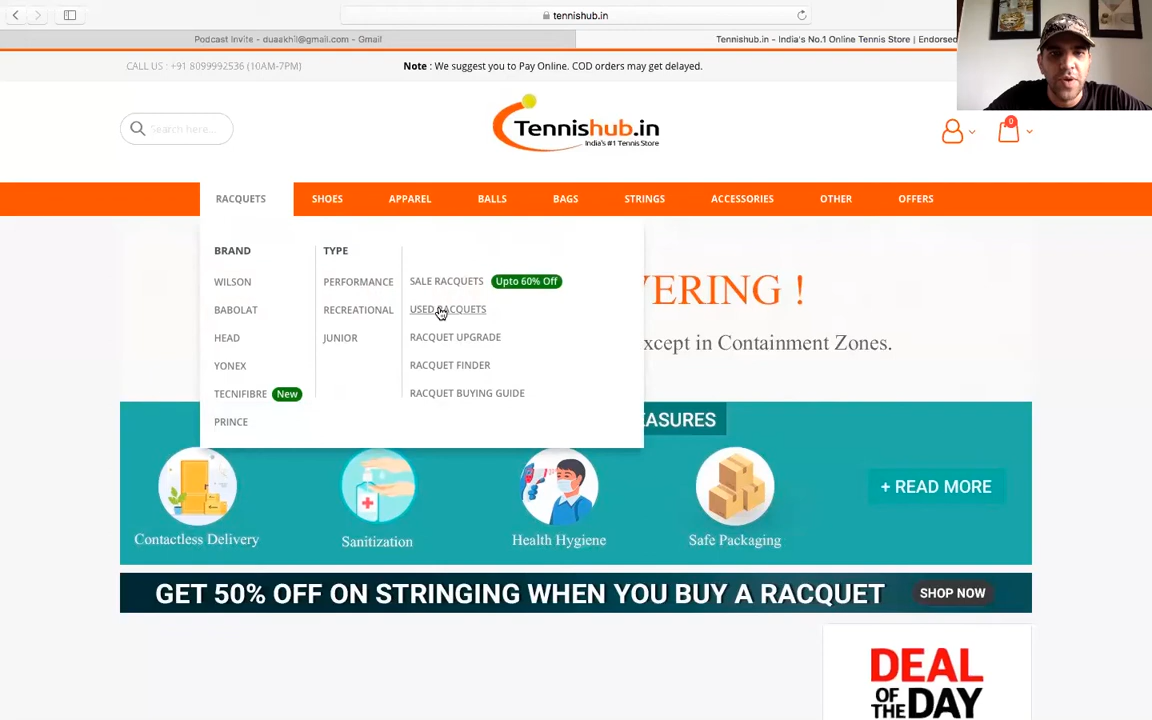 tennishub.in
Podcast Invite - duaakhil@gmail.com - Gmail
Tennishub.in - India's No.1 Online Tennis Store | Endorsed
CALL US : +91 8099992536 (10AM-7PM)
Note : We suggest you to Pay Online. COD orders may get delayed.
Search here...
Tennishub.in
India's #1 Tennis Store
0
RACQUETS SHOES APPAREL BALLS BAGS STRINGS ACCESSORIES OTHER OFFERS
BRAND
WILSON
BABOLAT
HEAD
YONEX
TECNIFIBRE New
PRINCE
TYPE
PERFORMANCE
RECREATIONAL
JUNIOR
SALE RACQUETS Upto 60% Off
USED RACQUETS
RACQUET UPGRADE
RACQUET FINDER
RACQUET BUYING GUIDE
VERING !
xcept in Containment Zones.
EASURES
Contactless Delivery
Sanitization
Health Hygiene
Safe Packaging
+ READ MORE
GET 50% OFF ON STRINGING WHEN YOU BUY A RACQUET SHOP NOW
DEAL
OF THE DAY